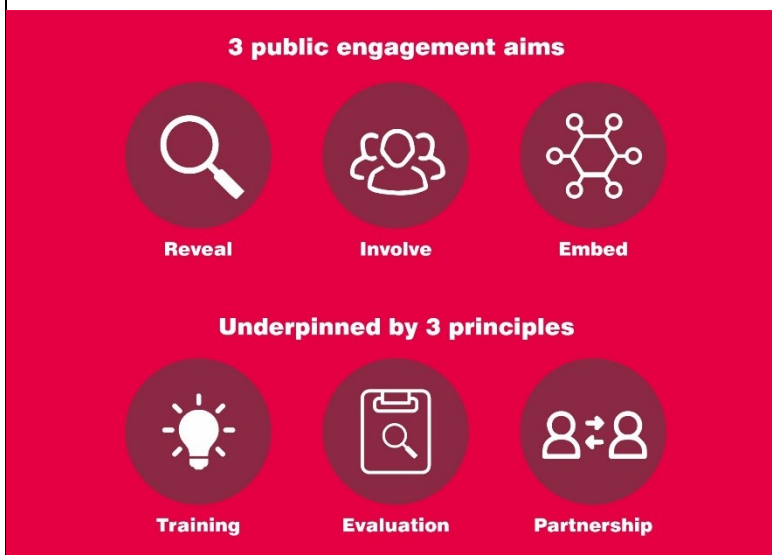 3 public engagement aims
Reveal
Involve
Embed
Underpinned by 3 principles
Training
Evaluation
Partnership